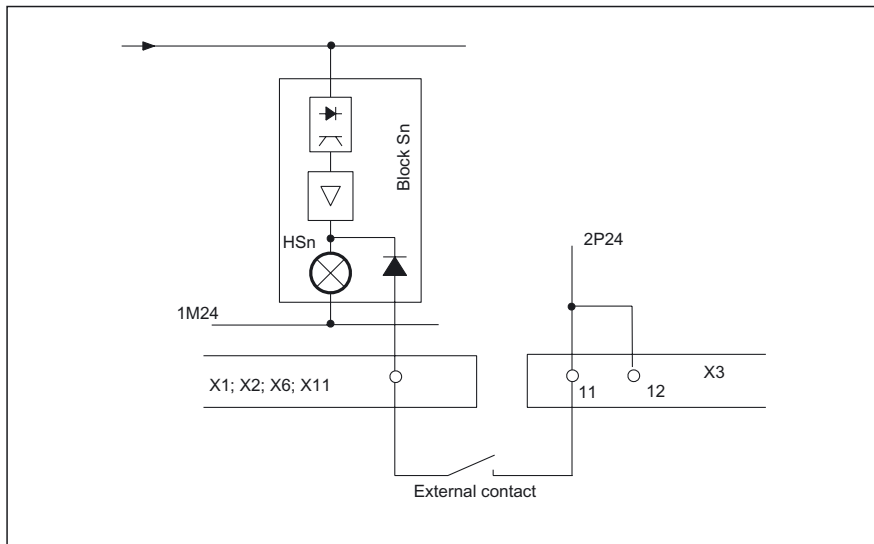 Block Sn
HSn
2P24
1M24
X1; X2; X6; X11
X3
11
12
External contact